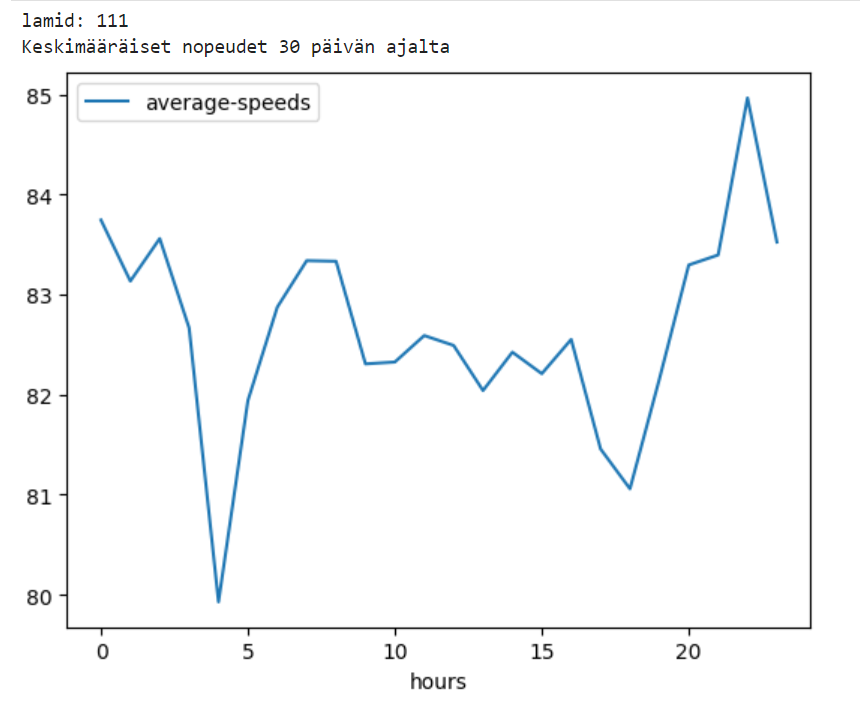 lamid: 111
Keskimääräiset nopeudet 30 päivän ajalta
average-speeds
85
84
83
82
81
80
0 5 10 15 20
hours